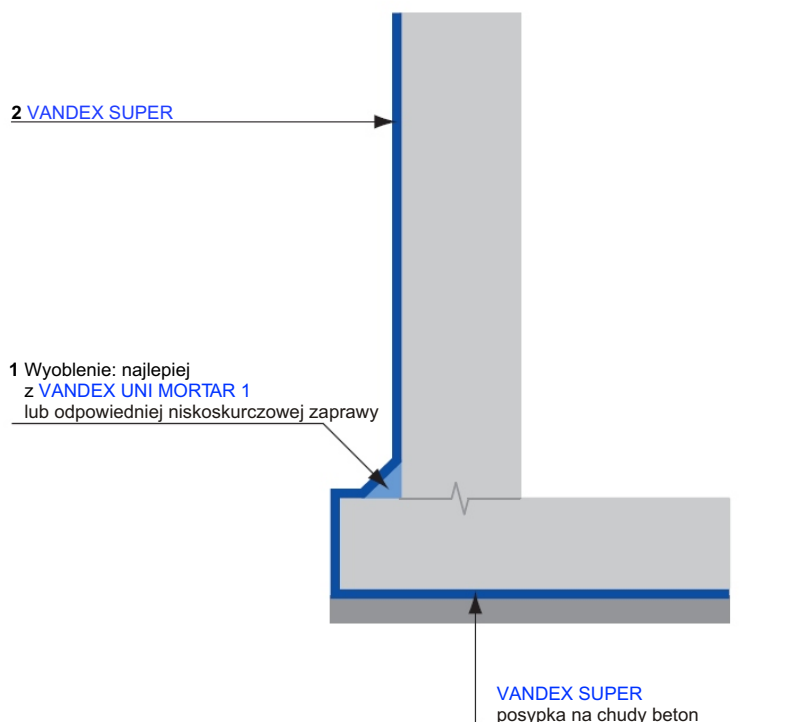 2 VANDEX SUPER
1 Wyoblenie: najlepiej
z VANDEX UNI MORTAR 1
lub odpowiedniej niskoskurczowej zaprawy
VANDEX SUPER
posypka na chudy beton